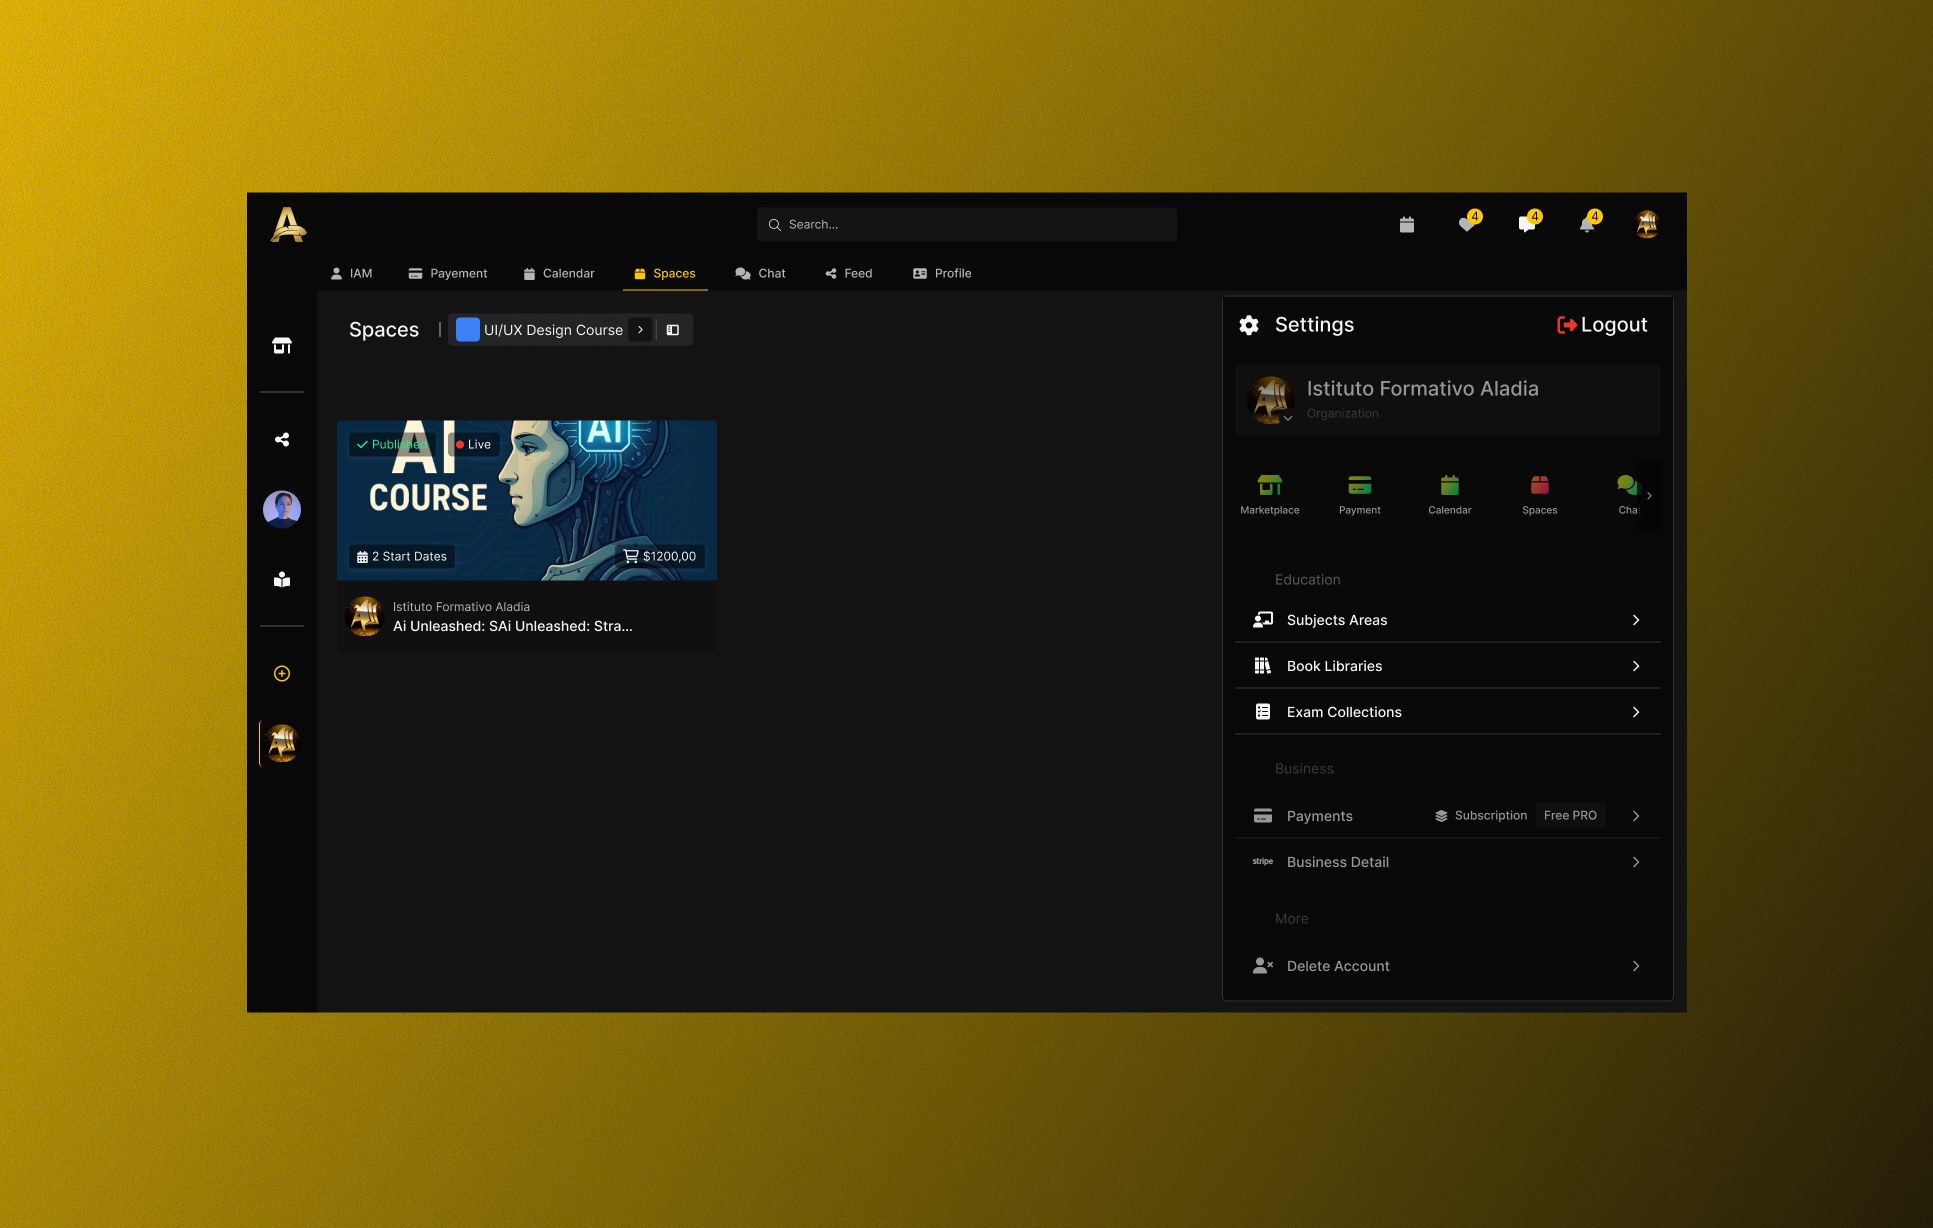 Search...
4
4
4
IAM
Payement
Calendar
Spaces
Chat
Feed
Profile
Spaces
UI/UX Design Course
Published
Live
AI
COURSE
AI
2 Start Dates
$1200,00
Istituto Formativo Aladia
Ai Unleashed: SAi Unleashed: Stra...
Settings
Logout
Istituto Formativo Aladia
Organization
Marketplace
Payment
Calendar
Spaces
Cha
Education
Subjects Areas
Book Libraries
Exam Collections
Business
Payments
Subscription
Free PRO
stripe
Business Detail
More
Delete Account